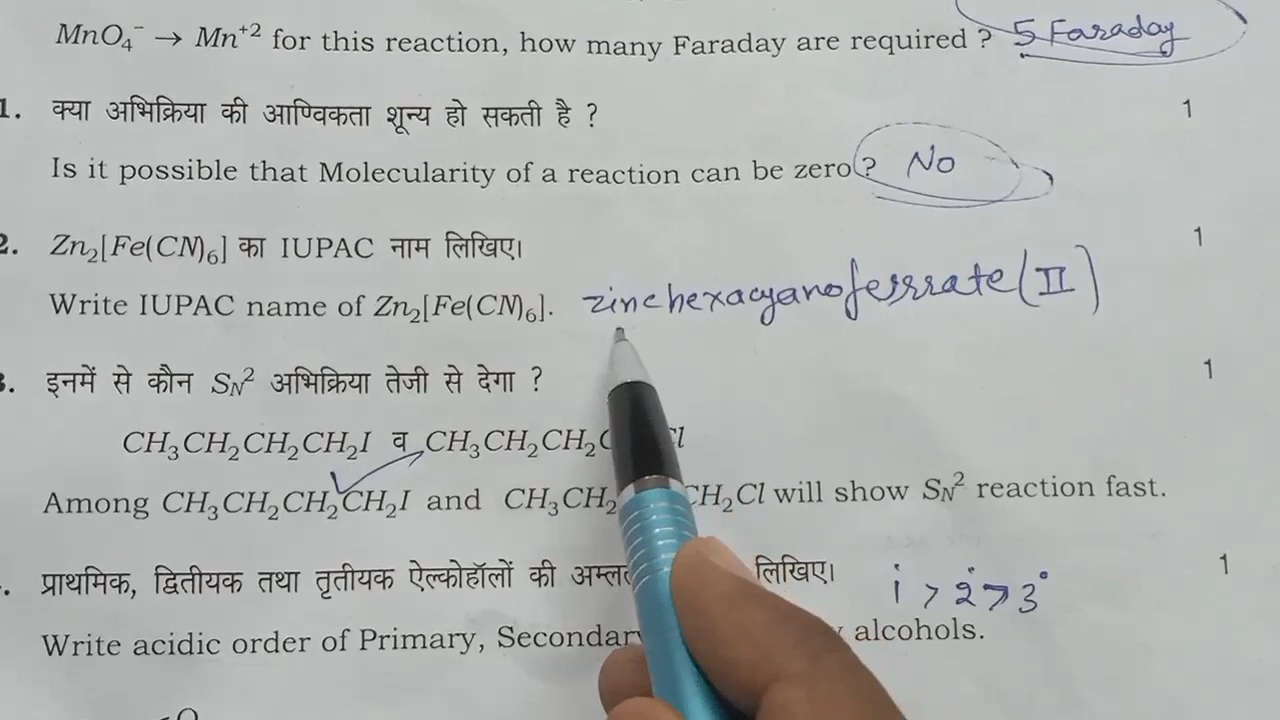 MnO₄⁻ → Mn⁺² for this reaction, how many Faraday are required ? 5 Faraday
1. क्या अभिक्रिया की आण्विकता शून्य हो सकती है ? 1
Is it possible that Molecularity of a reaction can be zero ? No
2. Zn₂[Fe(CN)₆] का IUPAC नाम लिखिए। 1
Write IUPAC name of Zn₂[Fe(CN)₆]. zinchexacyanoferrrate(II)
3. इनमें से कौन S_N² अभिक्रिया तेजी से देगा ? 1
CH₃CH₂CH₂CH₂I व CH₃CH₂CH₂ Cl
Among CH₃CH₂CH₂CH₂I and CH₃CH₂ CH₂Cl will show S_N² reaction fast.
. प्राथमिक, द्वितीयक तथा तृतीयक ऐल्कोहॉलों की लिखिए। 1° > 2° > 3° 1
Write acidic order of Primary, Secondary alcohols.
O